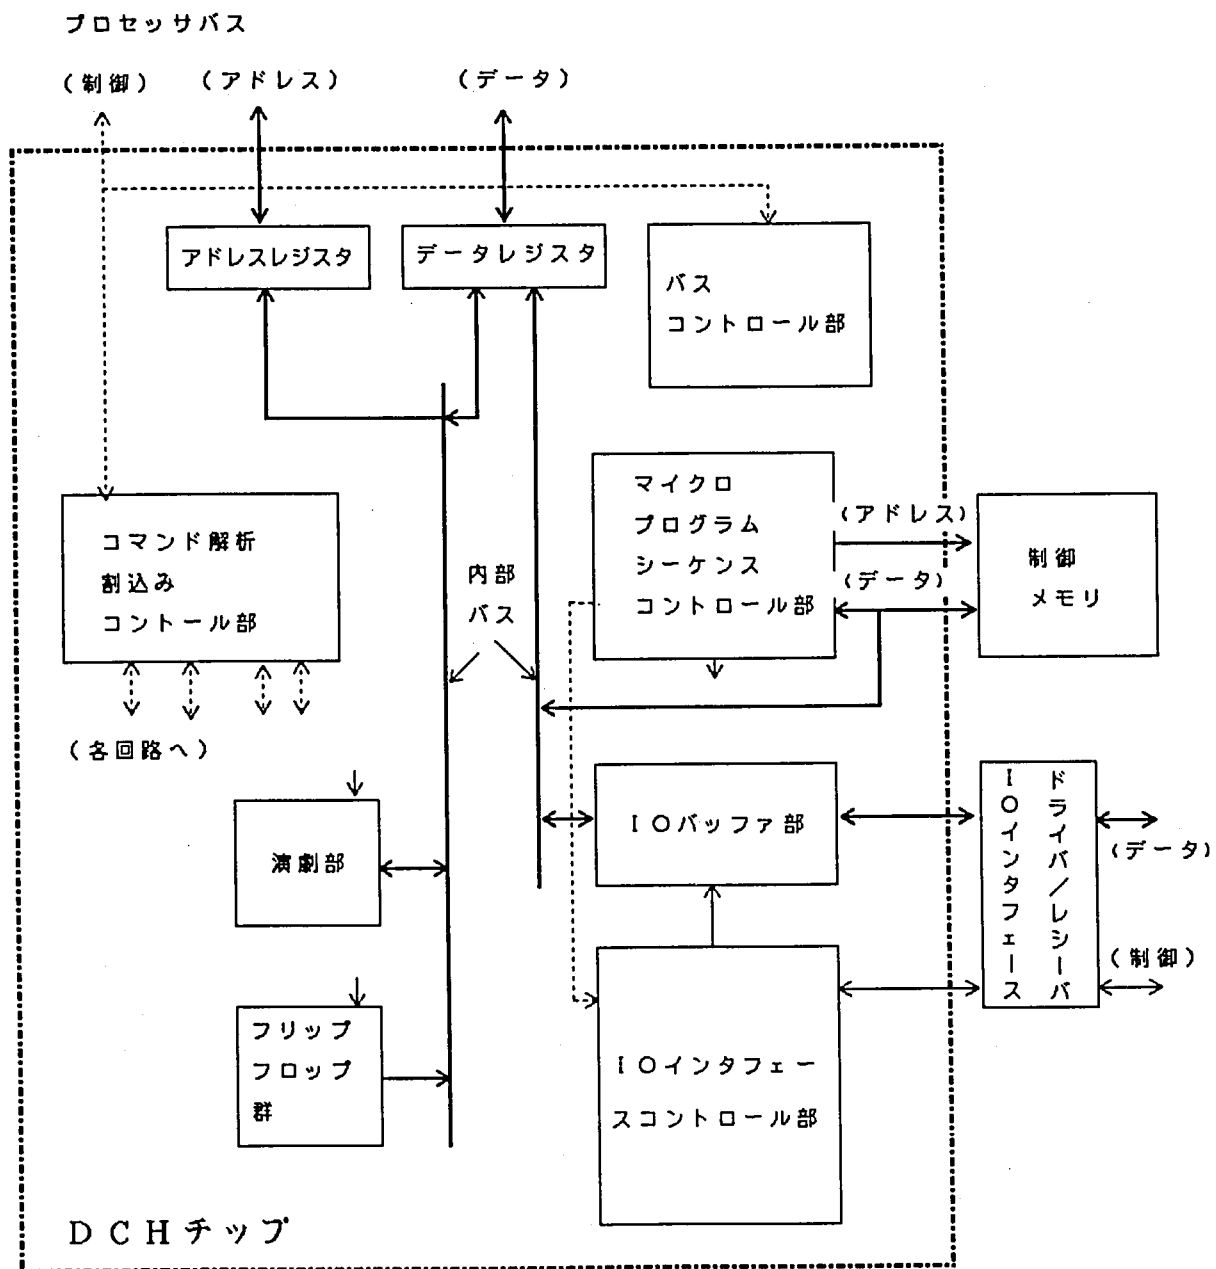 プロセッサバス
(制御) (アドレス) (データ)
アドレスレジスタ
データレジスタ
バス
コントロール部
コマンド解析
割込み
コントール部
(各回路へ)
内部
バス
マイクロ
プログラム
シーケンス
コントロール部
(アドレス)
(データ)
制御
メモリ
演劇部
IOバッファ部
IOインタフェース
ドライバ/レシーバ
(データ)
(制御)
フリップ
フロップ
群
IOインタフェー
スコントロール部
DCHチップ